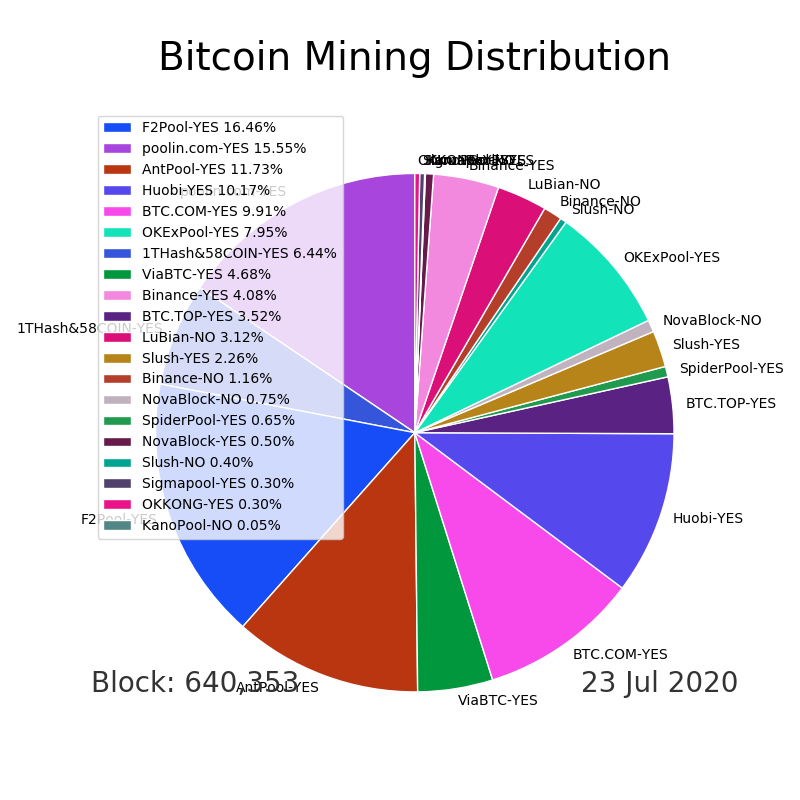 Bitcoin Mining Distribution
F2Pool-YES 16.46%
poolin.com-YES 15.55%
AntPool-YES 11.73%
Huobi-YES 10.17%
BTC.COM-YES 9.91%
OKExPool-YES 7.95%
1THash&58COIN-YES 6.44%
ViaBTC-YES 4.68%
Binance-YES 4.08%
BTC.TOP-YES 3.52%
LuBian-NO 3.12%
Slush-YES 2.26%
Binance-NO 1.16%
NovaBlock-NO 0.75%
SpiderPool-YES 0.65%
NovaBlock-YES 0.50%
Slush-NO 0.40%
Sigmapool-YES 0.30%
OKKONG-YES 0.30%
KanoPool-NO 0.05%
Binance-YES
LuBian-NO
Binance-NO
Slush-NO
OKExPool-YES
NovaBlock-NO
Slush-YES
SpiderPool-YES
BTC.TOP-YES
Huobi-YES
BTC.COM-YES
ViaBTC-YES
AntPool-YES
F2Pool-YES
1THash&58COIN-YES
Block: 640,353
23 Jul 2020